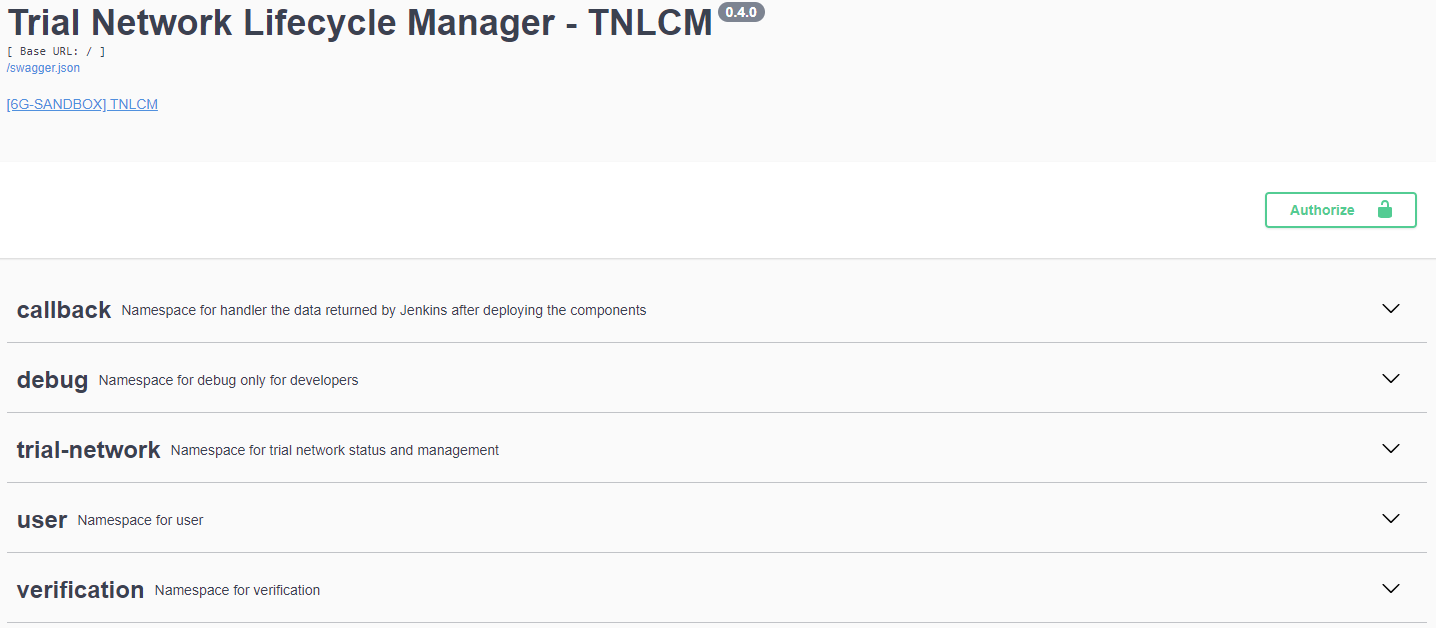 Trial Network Lifecycle Manager - TNLCM 0.4.0
[ Base URL: / ]
/swagger.json
[6G-SANDBOX] TNLCM
Authorize
callback Namespace for handler the data returned by Jenkins after deploying the components
debug Namespace for debug only for developers
trial-network Namespace for trial network status and management
user Namespace for user
verification Namespace for verification